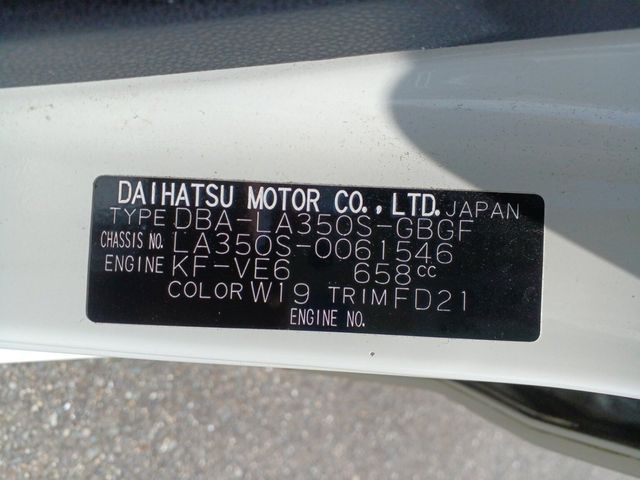 DAIHATSU MOTOR CO., LTD. JAPAN
TYPE DBA-LA350S-GBGF
CHASSIS NO. LA350S-0061546
ENGINE KF-VE6 658cc
COLOR W19 TRIM FD21
ENGINE NO.